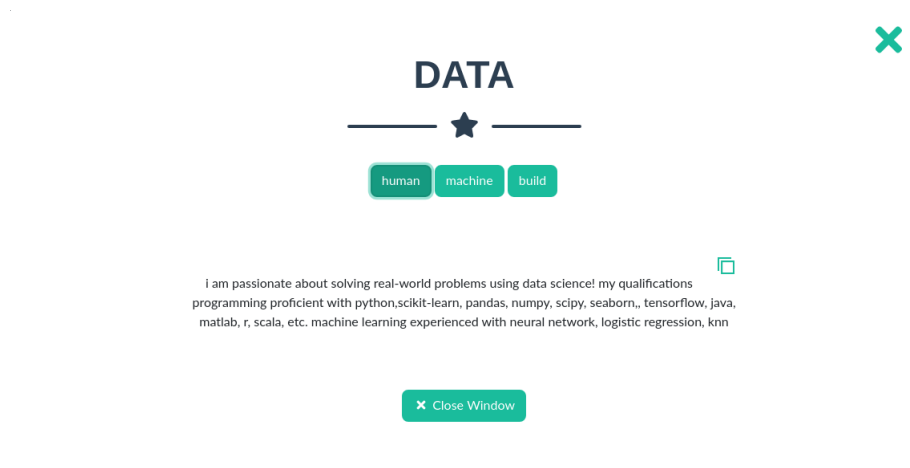 DATA
human machine build
i am passionate about solving real-world problems using data science! my qualifications
programming proficient with python,scikit-learn, pandas, numpy, scipy, seaborn,, tensorflow, java,
matlab, r, scala, etc. machine learning experienced with neural network, logistic regression, knn
Close Window